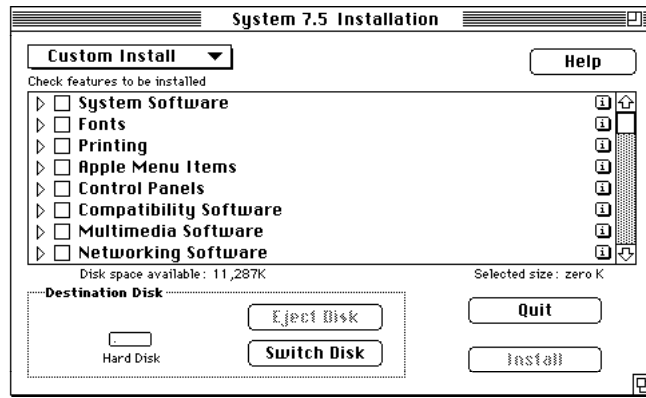 System 7.5 Installation
Custom Install
Help
Check features to be installed
System Software
Fonts
Printing
Apple Menu Items
Control Panels
Compatibility Software
Multimedia Software
Networking Software
Disk space available: 11,287K
Selected size: zero K
Destination Disk
Eject Disk
Quit
Hard Disk
Switch Disk
Install